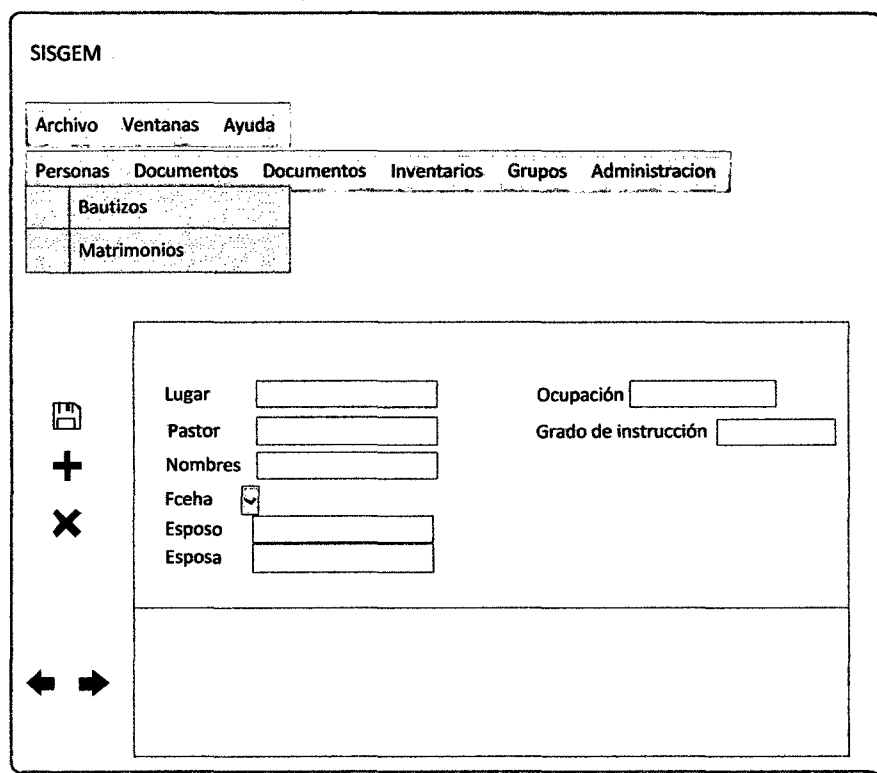 SISGEM
Archivo Ventanas Ayuda
Personas Documentos Documentos Inventarios Grupos Administracion
Bautizos
Matrimonios
Lugar Ocupación
Pastor Grado de instrucción
Nombres
Fceha
Esposo
Esposa